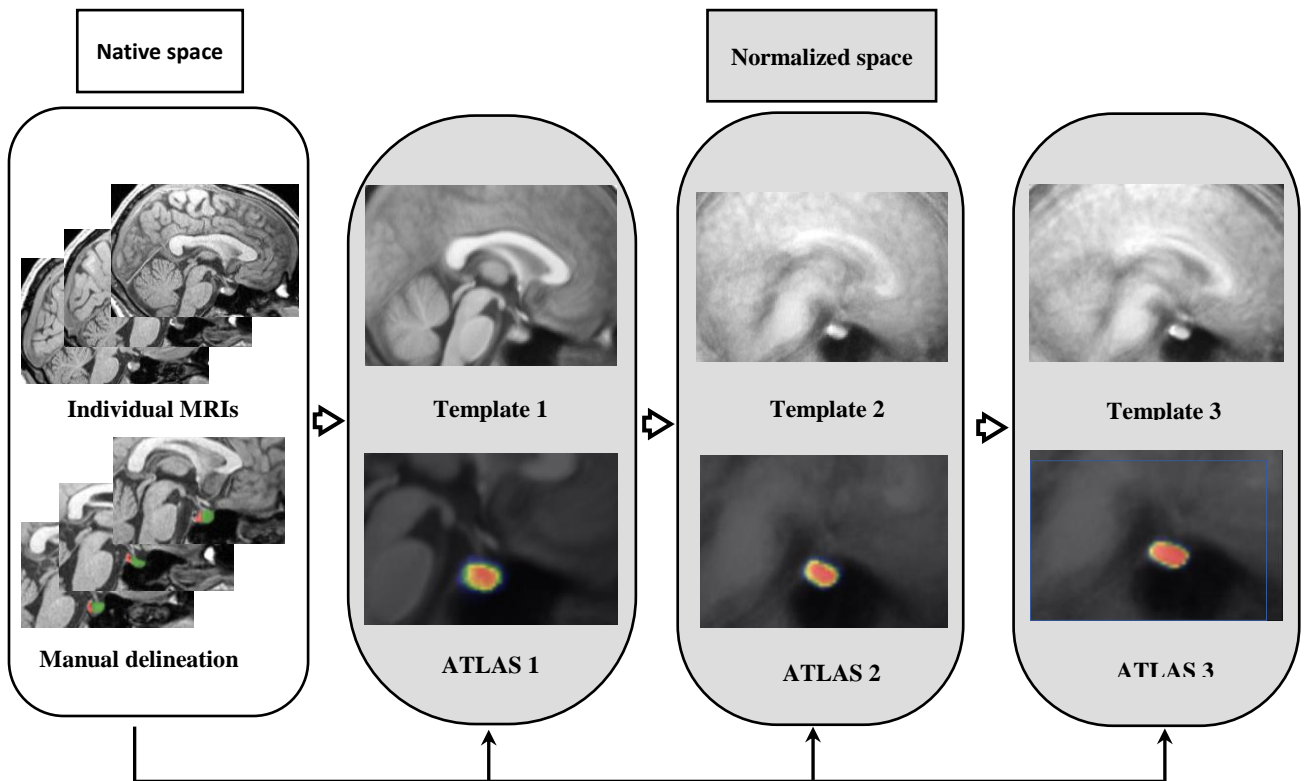 Native space
Normalized space
Individual MRIs
Template 1
Template 2
Template 3
Manual delineation
ATLAS 1
ATLAS 2
ATLAS 3